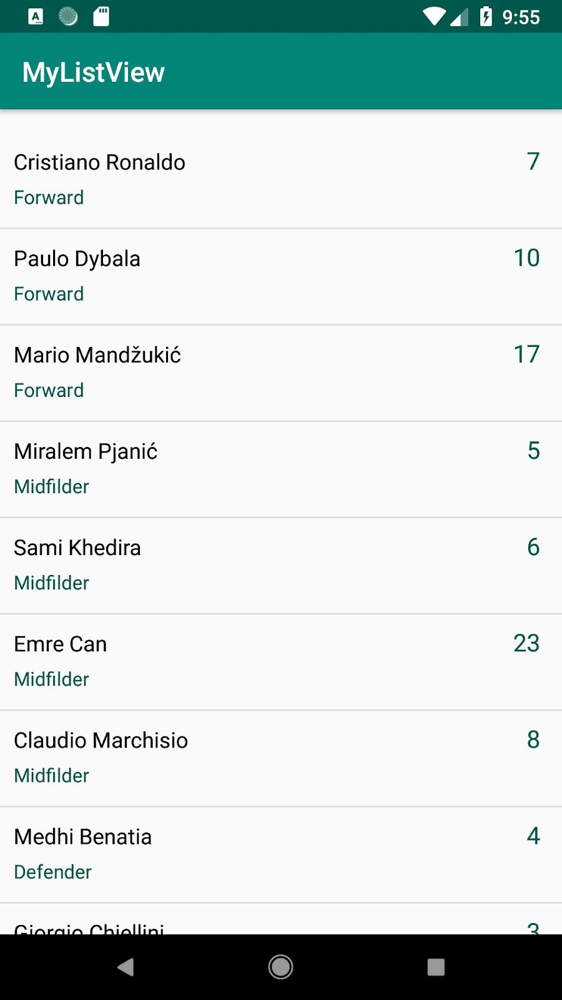 9:55
MyListView
Cristiano Ronaldo 7
Forward
Paulo Dybala 10
Forward
Mario Mandžukić 17
Forward
Miralem Pjanić 5
Midfilder
Sami Khedira 6
Midfilder
Emre Can 23
Midfilder
Claudio Marchisio 8
Midfilder
Medhi Benatia 4
Defender
Giorgio Chiellini 3